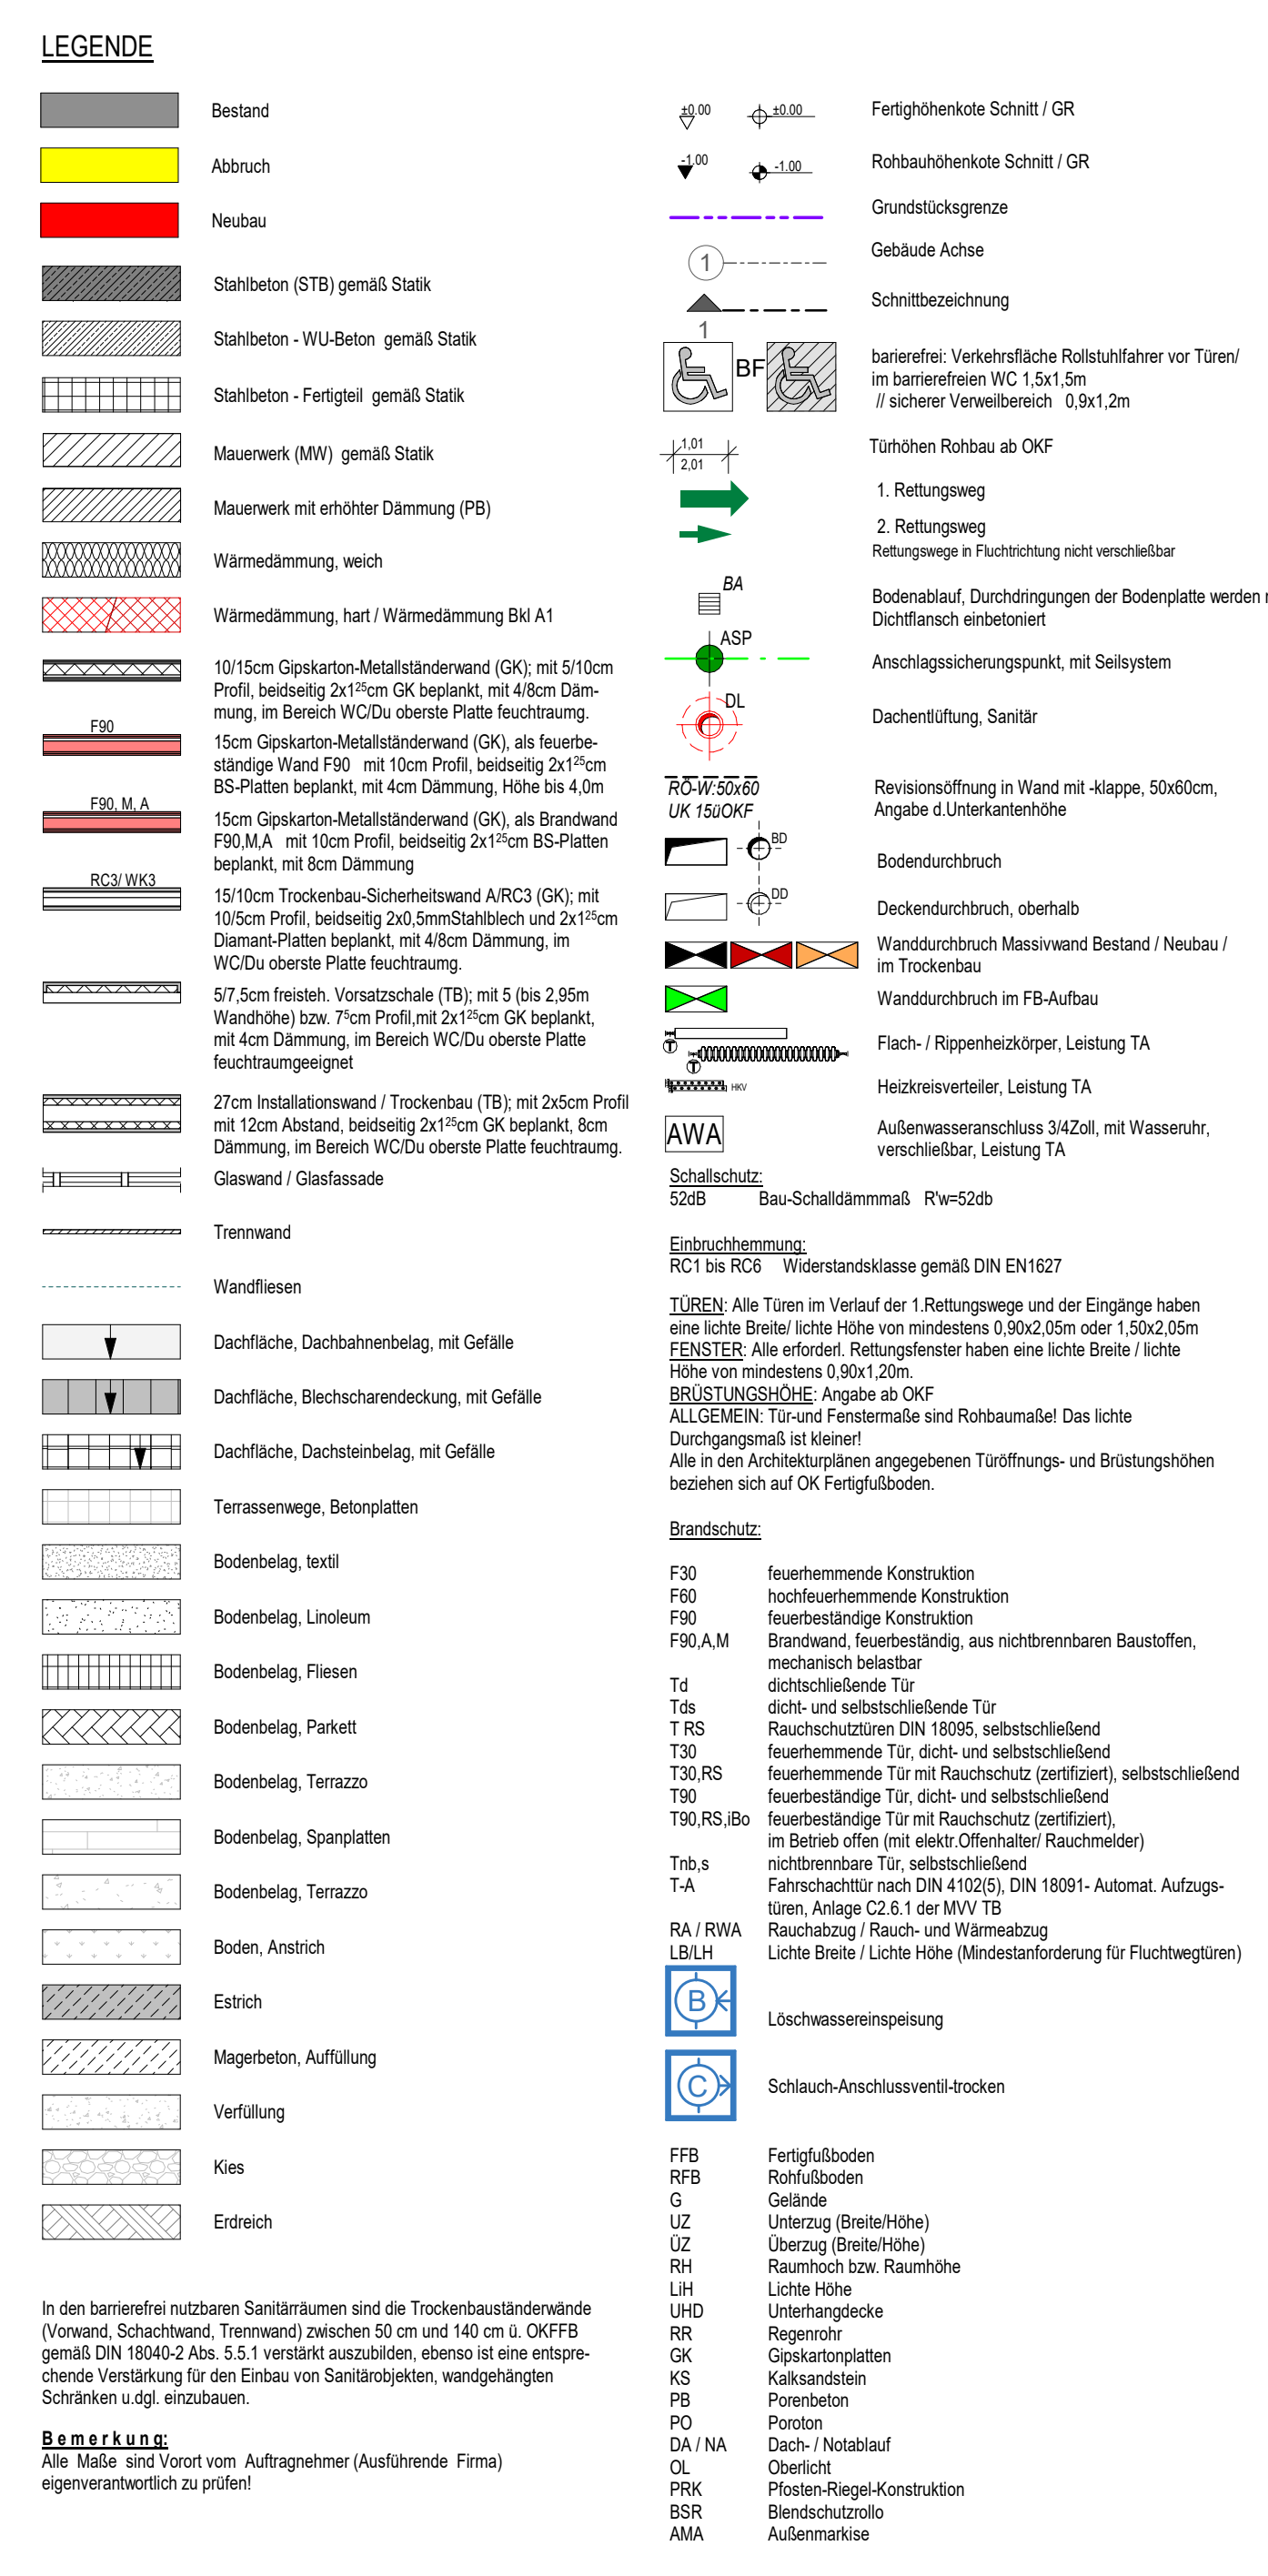 LEGENDE
Bestand
Abbruch
Neubau
Stahlbeton (STB) gemäß Statik
Stahlbeton - WU-Beton gemäß Statik
Stahlbeton - Fertigteil gemäß Statik
Mauerwerk (MW) gemäß Statik
Mauerwerk mit erhöhter Dämmung (PB)
Wärmedämmung, weich
Wärmedämmung, hart / Wärmedämmung Bkl A1
10/15cm Gipskarton-Metallständerwand (GK); mit 5/10cm
Profil, beidseitig 2x1²⁵cm GK beplankt, mit 4/8cm Däm-
mung, im Bereich WC/Du oberste Platte feuchtraumg.
F90
15cm Gipskarton-Metallständerwand (GK), als feuerbe-
ständige Wand F90 mit 10cm Profil, beidseitig 2x1²⁵cm
BS-Platten beplankt, mit 4cm Dämmung, Höhe bis 4,0m
F90, M, A
15cm Gipskarton-Metallständerwand (GK), als Brandwand
F90,M,A mit 10cm Profil, beidseitig 2x1²⁵cm BS-Platten
beplankt, mit 8cm Dämmung
RC3/ WK3
15/10cm Trockenbau-Sicherheitswand A/RC3 (GK); mit
10/5cm Profil, beidseitig 2x0,5mmStahlblech und 2x1²⁵cm
Diamant-Platten beplankt, mit 4/8cm Dämmung, im
WC/Du oberste Platte feuchtraumg.
5/7,5cm freisteh. Vorsatzschale (TB); mit 5 (bis 2,95m
Wandhöhe) bzw. 7⁵cm Profil,mit 2x1²⁵cm GK beplankt,
mit 4cm Dämmung, im Bereich WC/Du oberste Platte
feuchtraumgeeignet
27cm Installationswand / Trockenbau (TB); mit 2x5cm Profil
mit 12cm Abstand, beidseitig 2x1²⁵cm GK beplankt, 8cm
Dämmung, im Bereich WC/Du oberste Platte feuchtraumg.
Glaswand / Glasfassade
Trennwand
Wandfliesen
Dachfläche, Dachbahnenbelag, mit Gefälle
Dachfläche, Blechscharendeckung, mit Gefälle
Dachfläche, Dachsteinbelag, mit Gefälle
Terrassenwege, Betonplatten
Bodenbelag, textil
Bodenbelag, Linoleum
Bodenbelag, Fliesen
Bodenbelag, Parkett
Bodenbelag, Terrazzo
Bodenbelag, Spanplatten
Bodenbelag, Terrazzo
Boden, Anstrich
Estrich
Magerbeton, Auffüllung
Verfüllung
Kies
Erdreich
In den barrierefrei nutzbaren Sanitärräumen sind die Trockenbauständerwände
(Vorwand, Schachtwand, Trennwand) zwischen 50 cm und 140 cm ü. OKFFB
gemäß DIN 18040-2 Abs. 5.5.1 verstärkt auszubilden, ebenso ist eine entspre-
chende Verstärkung für den Einbau von Sanitärobjekten, wandgehängten
Schränken u.dgl. einzubauen.
Bemerkung:
Alle Maße sind Vorort vom Auftragnehmer (Ausführende Firma)
eigenverantwortlich zu prüfen!
±0.00 ±0.00 Fertighöhenkote Schnitt / GR
-1.00 -1.00 Rohbauhöhenkote Schnitt / GR
Grundstücksgrenze
1 Gebäude Achse
Schnittbezeichnung
1
BF
barierefrei: Verkehrsfläche Rollstuhlfahrer vor Türen/
im barrierefreien WC 1,5x1,5m
// sicherer Verweilbereich 0,9x1,2m
1,01
2,01
Türhöhen Rohbau ab OKF
1. Rettungsweg
2. Rettungsweg
Rettungswege in Fluchtrichtung nicht verschließbar
BA
Bodenablauf, Durchdringungen der Bodenplatte werden
Dichtflansch einbetoniert
ASP
Anschlagssicherungspunkt, mit Seilsystem
DL
Dachentlüftung, Sanitär
RÖ-W:50x60
UK 15üOKF
Revisionsöffnung in Wand mit -klappe, 50x60cm,
Angabe d.Unterkantenhöhe
BD
Bodendurchbruch
DD
Deckendurchbruch, oberhalb
Wanddurchbruch Massivwand Bestand / Neubau /
im Trockenbau
Wanddurchbruch im FB-Aufbau
T
T
Flach- / Rippenheizkörper, Leistung TA
HKV
Heizkreisverteiler, Leistung TA
AWA
Außenwasseranschluss 3/4Zoll, mit Wasseruhr,
verschließbar, Leistung TA
Schallschutz:
52dB Bau-Schalldämmmaß R'w=52db
Einbruchhemmung:
RC1 bis RC6 Widerstandsklasse gemäß DIN EN1627
TÜREN: Alle Türen im Verlauf der 1.Rettungswege und der Eingänge haben
eine lichte Breite/ lichte Höhe von mindestens 0,90x2,05m oder 1,50x2,05m
FENSTER: Alle erforderl. Rettungsfenster haben eine lichte Breite / lichte
Höhe von mindestens 0,90x1,20m.
BRÜSTUNGSHÖHE: Angabe ab OKF
ALLGEMEIN: Tür-und Fenstermaße sind Rohbaumaße! Das lichte
Durchgangsmaß ist kleiner!
Alle in den Architekturplänen angegebenen Türöffnungs- und Brüstungshöhen
beziehen sich auf OK Fertigfußboden.
Brandschutz:
F30 feuerhemmende Konstruktion
F60 hochfeuerhemmende Konstruktion
F90 feuerbeständige Konstruktion
F90,A,M Brandwand, feuerbeständig, aus nichtbrennbaren Baustoffen,
mechanisch belastbar
Td dichtschließende Tür
Tds dicht- und selbstschließende Tür
T RS Rauchschutztüren DIN 18095, selbstschließend
T30 feuerhemmende Tür, dicht- und selbstschließend
T30,RS feuerhemmende Tür mit Rauchschutz (zertifiziert), selbstschließend
T90 feuerbeständige Tür, dicht- und selbstschließend
T90,RS,iBo feuerbeständige Tür mit Rauchschutz (zertifiziert),
im Betrieb offen (mit elektr.Offenhalter/ Rauchmelder)
Tnb,s nichtbrennbare Tür, selbstschließend
T-A Fahrschachttür nach DIN 4102(5), DIN 18091- Automat. Aufzugs-
türen, Anlage C2.6.1 der MVV TB
RA / RWA Rauchabzug / Rauch- und Wärmeabzug
LB/LH Lichte Breite / Lichte Höhe (Mindestanforderung für Fluchtwegtüren)
B Löschwassereinspeisung
C Schlauch-Anschlussventil-trocken
FFB Fertigfußboden
RFB Rohfußboden
G Gelände
UZ Unterzug (Breite/Höhe)
ÜZ Überzug (Breite/Höhe)
RH Raumhoch bzw. Raumhöhe
LiH Lichte Höhe
UHD Unterhangdecke
RR Regenrohr
GK Gipskartonplatten
KS Kalksandstein
PB Porenbeton
PO Poroton
DA / NA Dach- / Notablauf
OL Oberlicht
PRK Pfosten-Riegel-Konstruktion
BSR Blendschutzrollo
AMA Außenmarkise